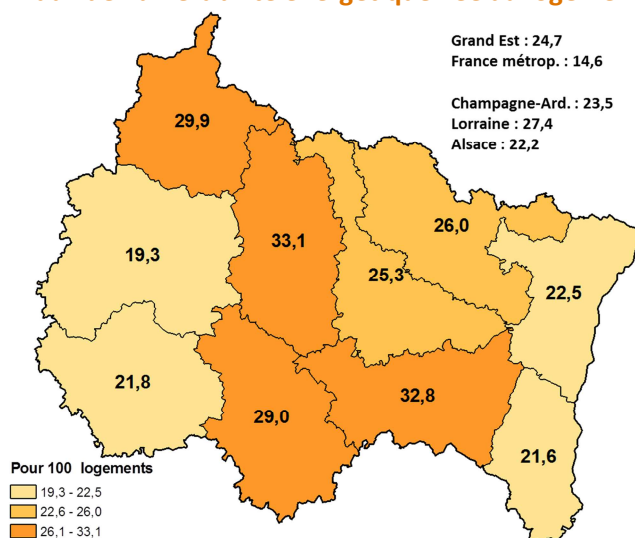 Grand Est : 24,7
France métrop. : 14,6
Champagne-Ard. : 23,5
Lorraine : 27,4
Alsace : 22,2
29,9
33,1
26,0
19,3
25,3
22,5
21,8
29,0
32,8
21,6
Pour 100 logements
19,3 - 22,5
22,6 - 26,0
26,1 - 33,1